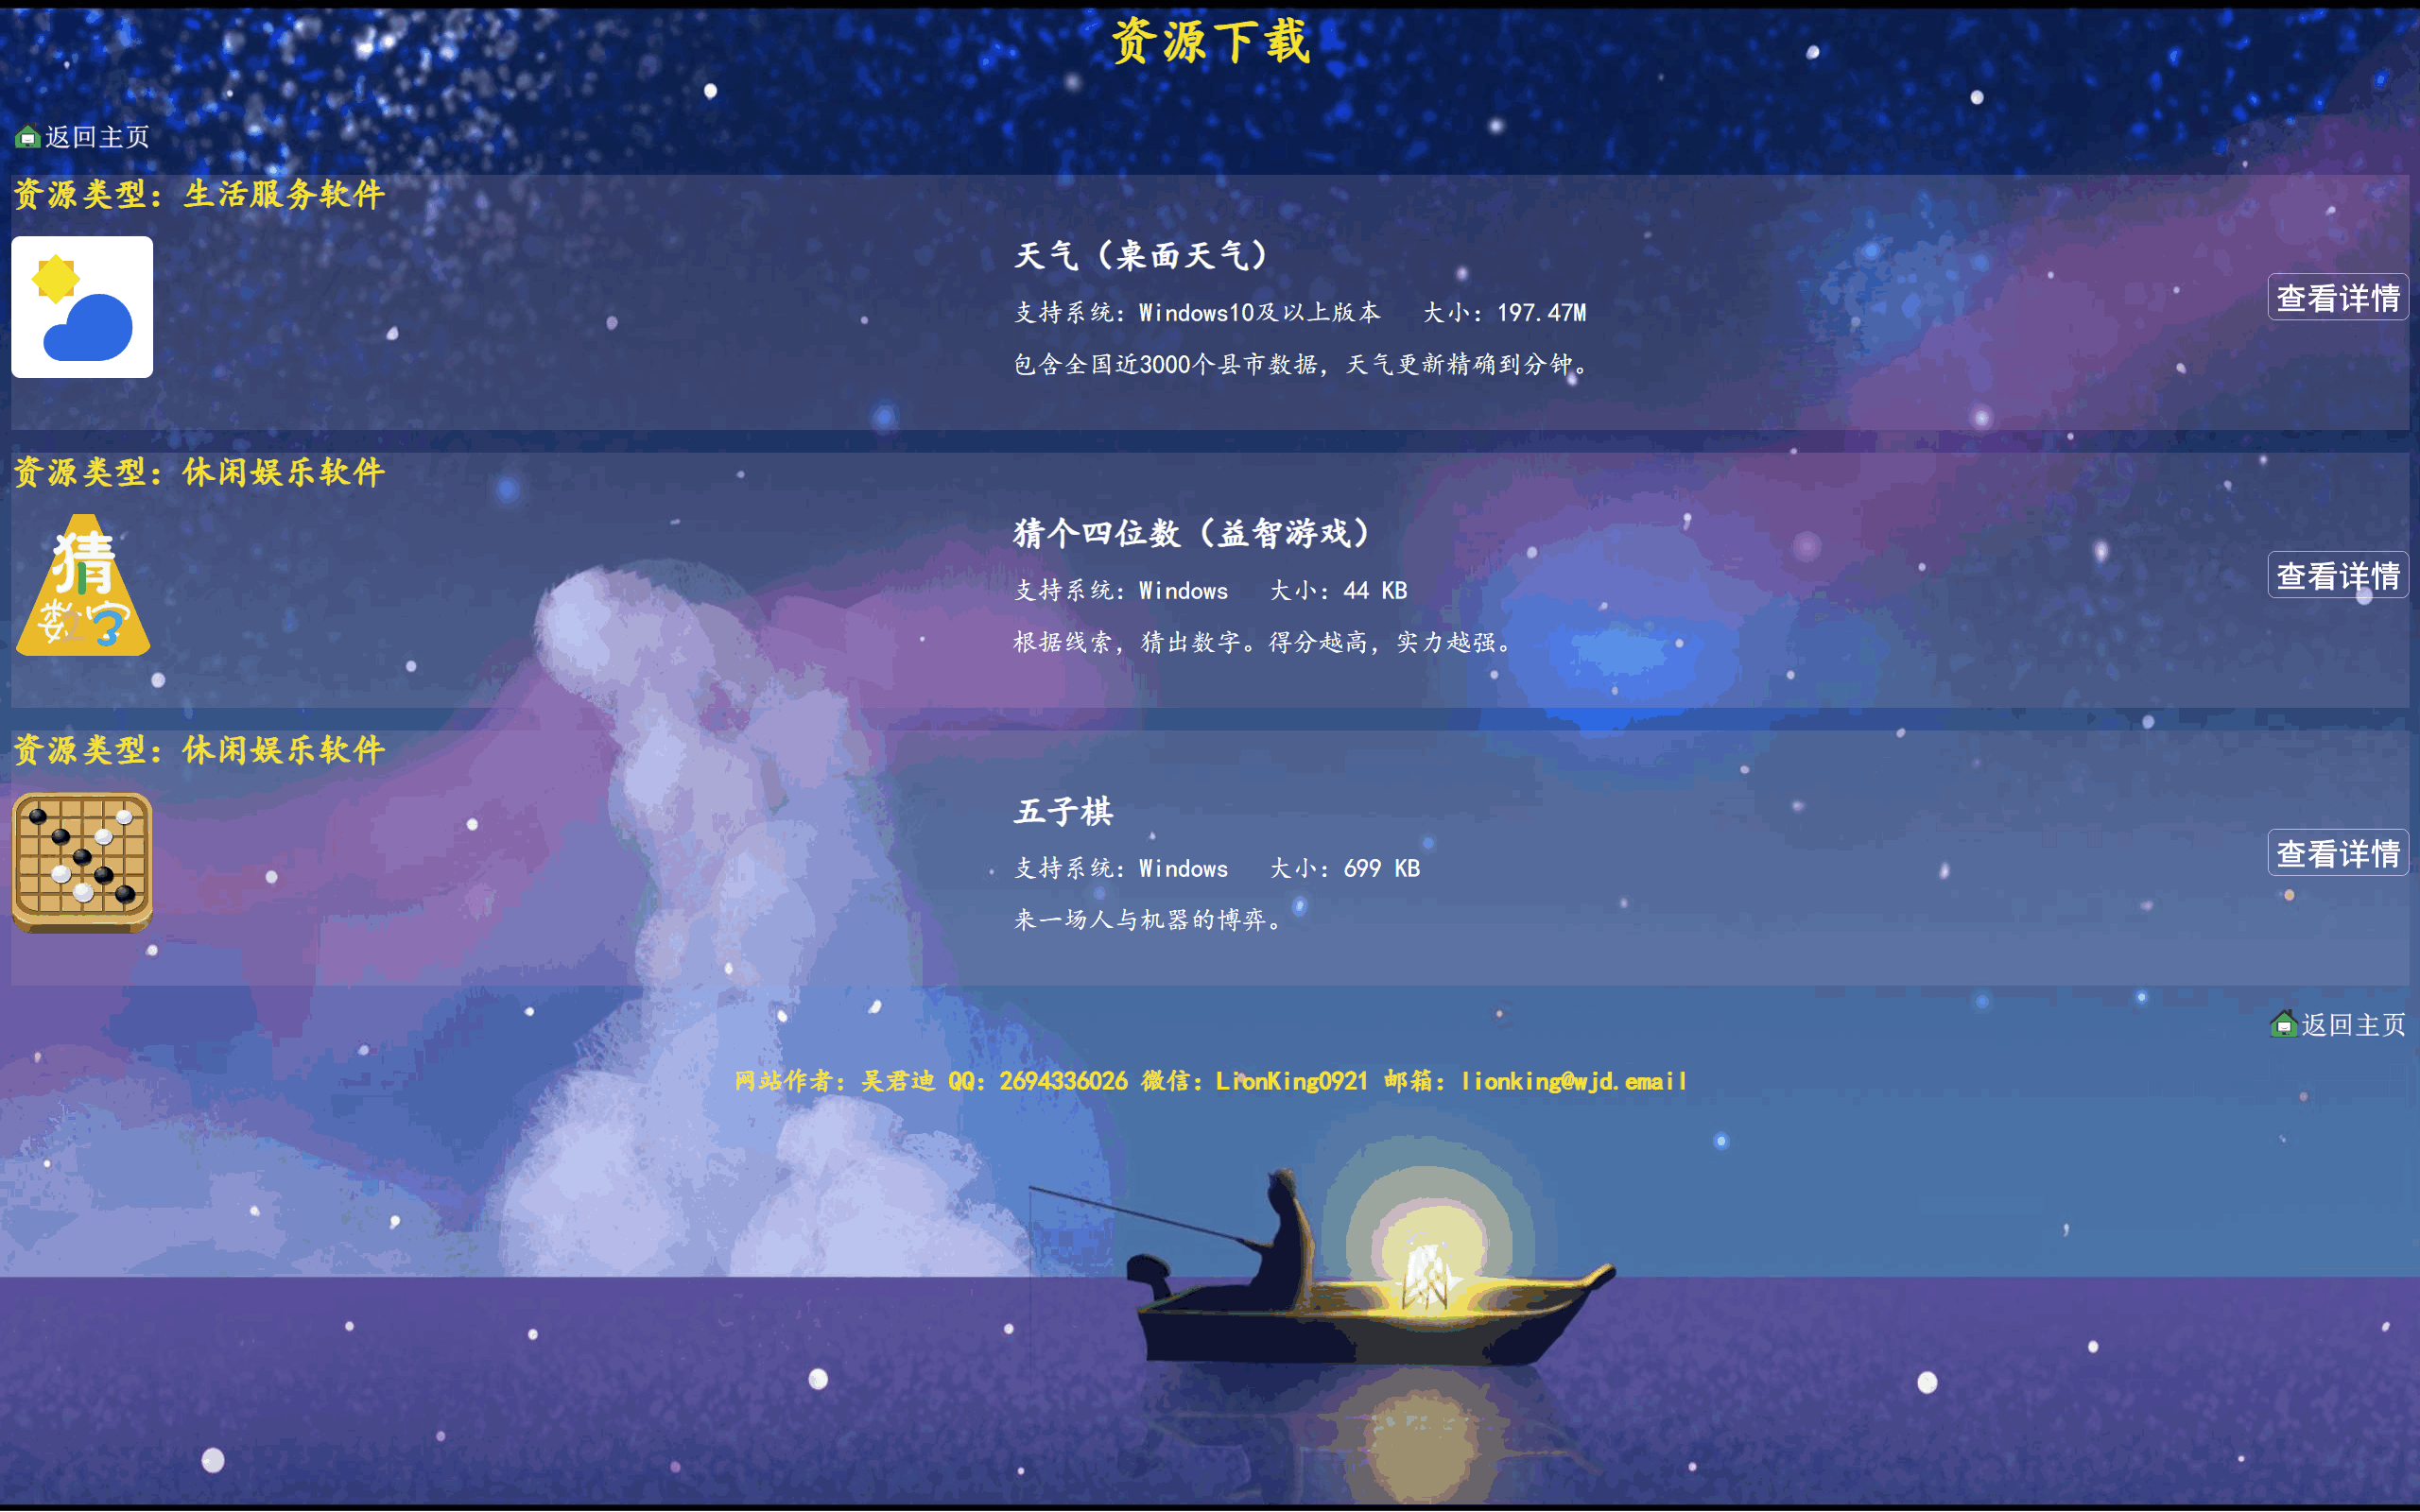 资源下载
返回主页
资源类型：生活服务软件
天气（桌面天气）
支持系统：Windows10及以上版本 大小：197.47M
包含全国近3000个县市数据，天气更新精确到分钟。
查看详情
资源类型：休闲娱乐软件
猜
1
数字
2 3
猜个四位数（益智游戏）
支持系统：Windows 大小：44 KB
根据线索，猜出数字。得分越高，实力越强。
查看详情
资源类型：休闲娱乐软件
五子棋
支持系统：Windows 大小：699 KB
来一场人与机器的博弈。
查看详情
返回主页
网站作者：吴君迪 QQ：2694336026 微信：LionKing0921 邮箱：lionking@wjd.email